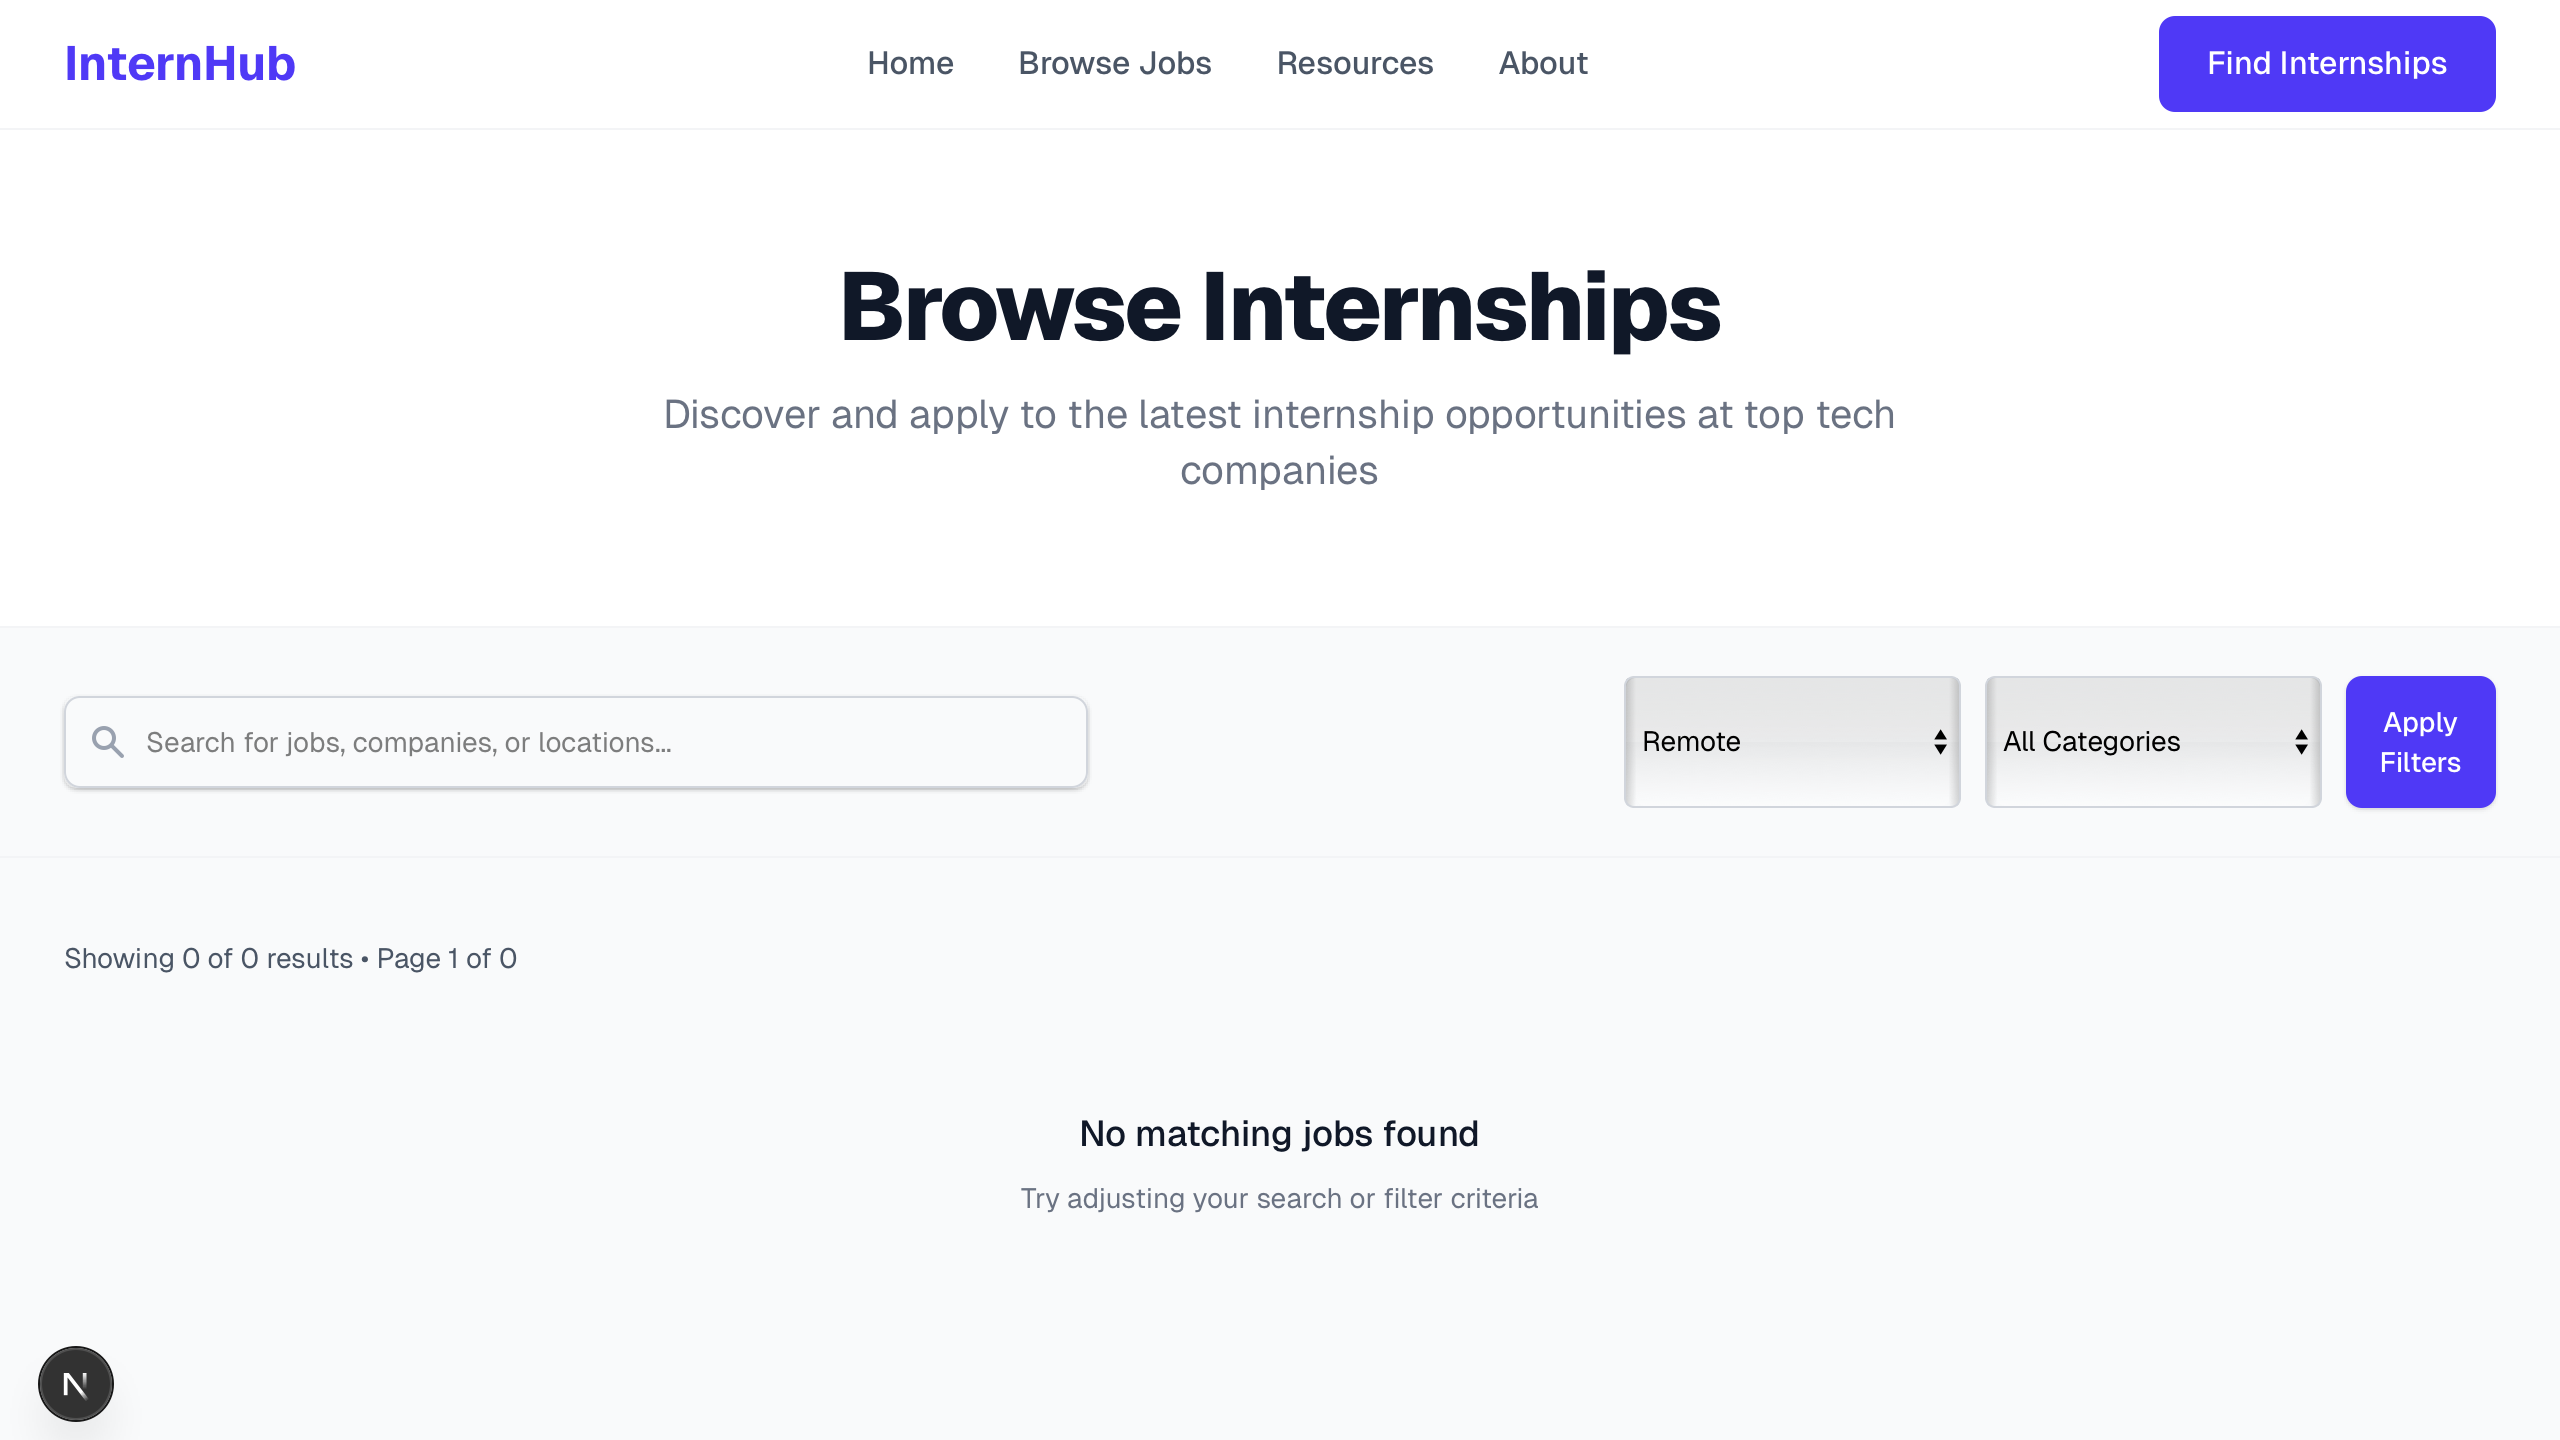 InternHub
Home
Browse Jobs
Resources
About
Find Internships
Browse Internships
Discover and apply to the latest internship opportunities at top tech
companies
Search for jobs, companies, or locations...
Remote
All Categories
Apply
Filters
Showing 0 of 0 results • Page 1 of 0
No matching jobs found
Try adjusting your search or filter criteria
N